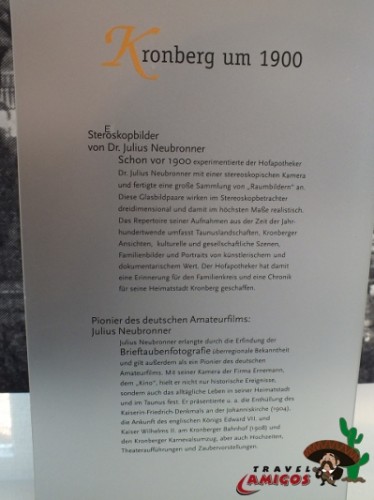 Kronberg um 1900
SterEoskopbilder
von Dr. Julius Neubronner
Schon vor 1900 experimentierte der Hofapotheker
Dr. Julius Neubronner mit einer stereoskopischen Kamera
und fertigte eine große Sammlung von „Raumbildern“ an.
Diese Glasbildpaare wirken im Stereoskopbetrachter
dreidimensional und damit im höchsten Maße realistisch.
Das Repertoire seiner Aufnahmen aus der Zeit der Jahr-
hundertwende umfasst Taunuslandschaften, Kronberger
Ansichten, kulturelle und gesellschaftliche Szenen,
Familienbilder und Portraits von künstlerischem und
dokumentarischem Wert. Der Hofapotheker hat damit
eine Erinnerung für den Familienkreis und eine Chronik
für seine Heimatstadt Kronberg geschaffen.
Pionier des deutschen Amateurfilms:
Julius Neubronner
Julius Neubronner erlangte durch die Erfindung der
Brieftaubenfotografie überregionale Bekanntheit
und gilt außerdem als ein Pionier des deutschen
Amateurfilms. Mit seiner Kamera der Firma Ernemann,
dem „Kino“, hielt er nicht nur historische Ereignisse,
sondern auch das alltägliche Leben in seiner Heimatstadt
und im Taunus fest. Er präsentierte u. a. die Enthüllung des
Kaiserin Friedrich Denkmals an der Johanniskirche (1904),
die Ankunft des englischen Königs Edward VII. und
Kaiser Wilhelms II. am Kronberger Bahnhof (1908) und
den Kronberger Karnevalsumzug, aber auch Hochzeiten,
Theateraufführungen und Zaubervorstellungen.
TRAVEL
AMIGOS